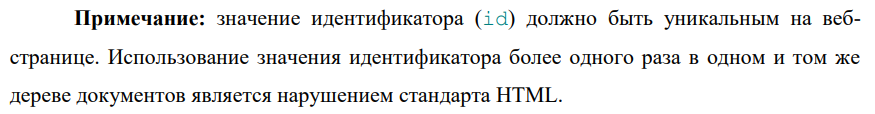 Примечание: значение идентификатора (id) должно быть уникальным на веб-
странице. Использование значения идентификатора более одного раза в одном и том же
дереве документов является нарушением стандарта HTML.